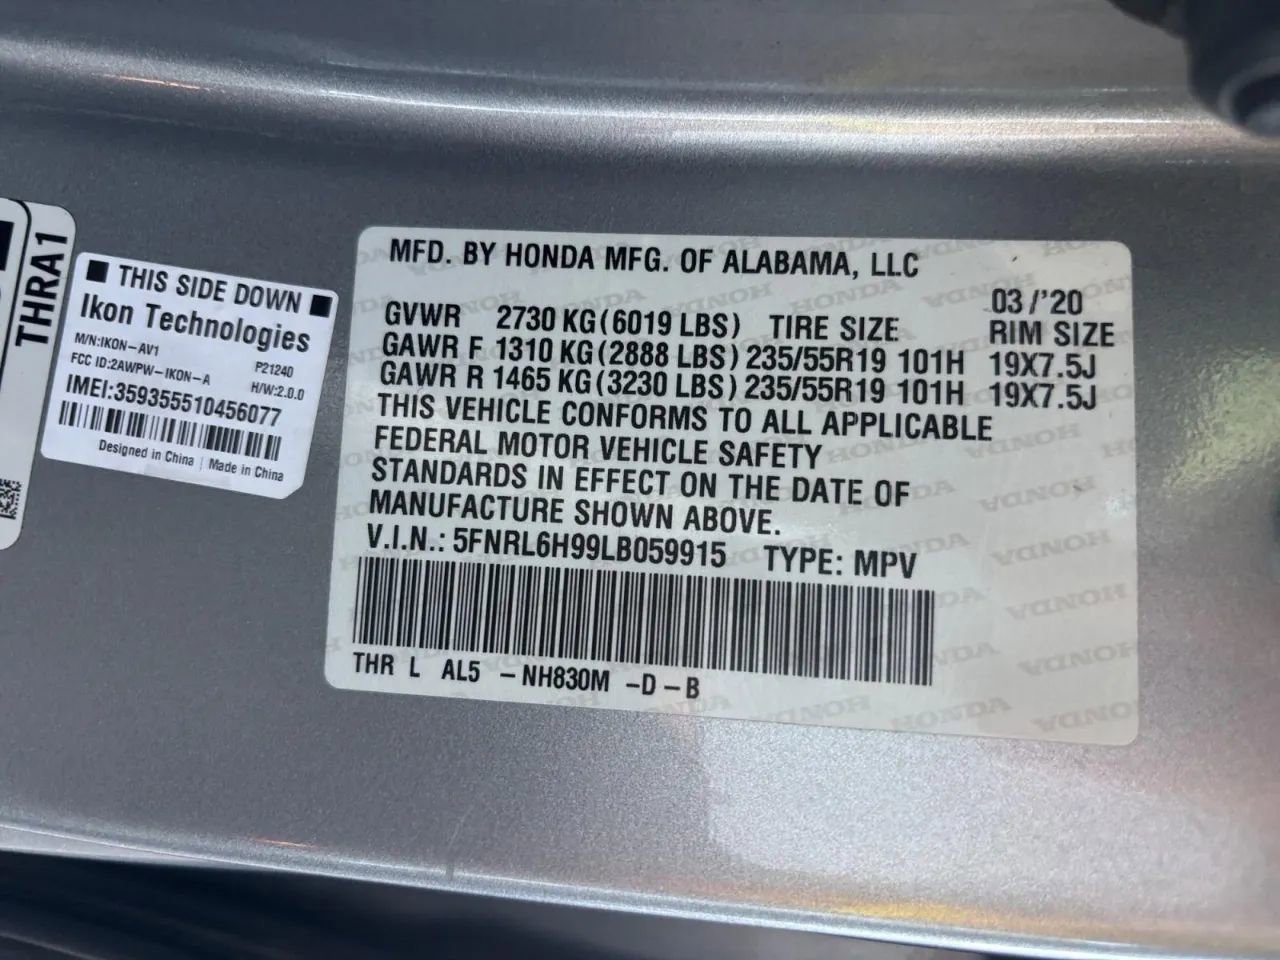 THRA1
THIS SIDE DOWN
Ikon Technologies
M/N:IKON-AV1 P21240
FCC ID:2AWPW-IKON-A H/W:2.0.0
IMEI:359355510456077
Designed in China | Made in China
MFD. BY HONDA MFG. OF ALABAMA, LLC
03/'20
GVWR 2730 KG(6019 LBS) TIRE SIZE RIM SIZE
GAWR F 1310 KG(2888 LBS) 235/55R19 101H 19X7.5J
GAWR R 1465 KG(3230 LBS) 235/55R19 101H 19X7.5J
THIS VEHICLE CONFORMS TO ALL APPLICABLE
FEDERAL MOTOR VEHICLE SAFETY
STANDARDS IN EFFECT ON THE DATE OF
MANUFACTURE SHOWN ABOVE.
V.I.N.: 5FNRL6H99LB059915 TYPE: MPV
THR L AL5 -NH830M -D-B